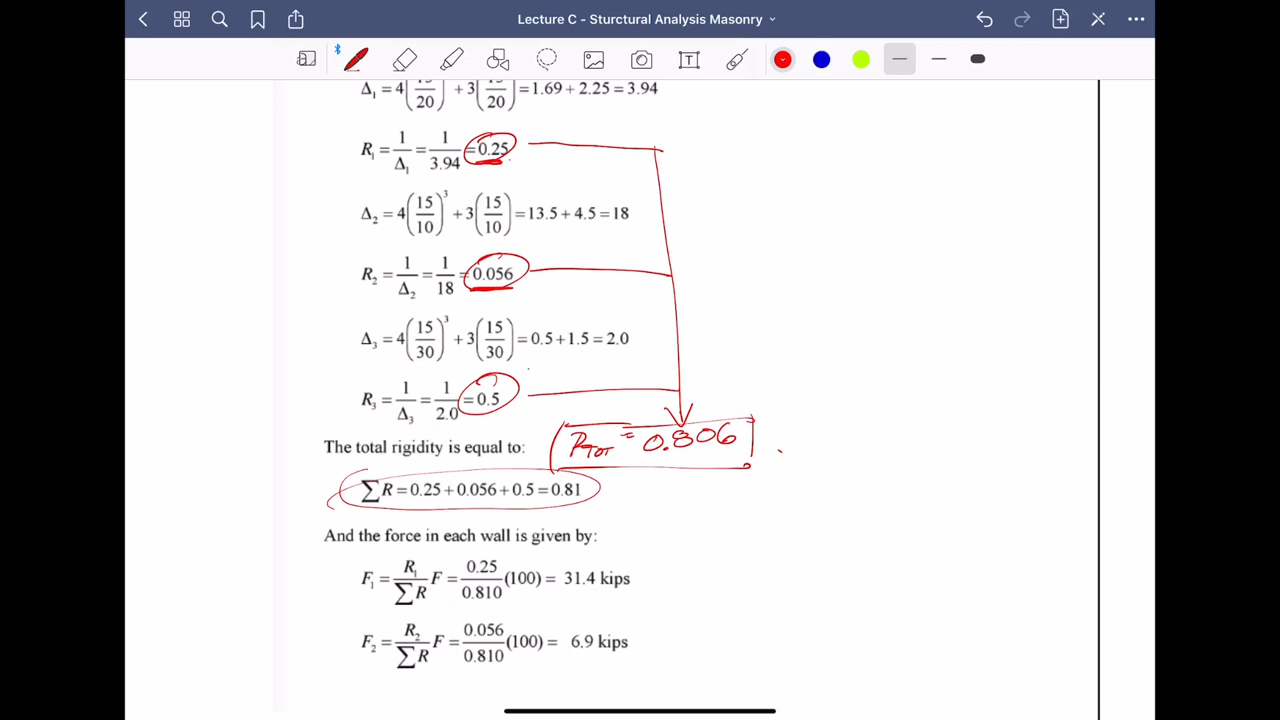 Lecture C - Sturctural Analysis Masonry
Δ₁ = 4(15/20)³ + 3(15/20) = 1.69 + 2.25 = 3.94
R₁ = 1/Δ₁ = 1/3.94 = 0.25
Δ₂ = 4(15/10)³ + 3(15/10) = 13.5 + 4.5 = 18
R₂ = 1/Δ₂ = 1/18 = 0.056
Δ₃ = 4(15/30)³ + 3(15/30) = 0.5 + 1.5 = 2.0
R₃ = 1/Δ₃ = 1/2.0 = 0.5
The total rigidity is equal to: R_TOT = 0.806
∑R = 0.25 + 0.056 + 0.5 = 0.81
And the force in each wall is given by:
F₁ = R₁/∑R F = 0.25/0.810 (100) = 31.4 kips
F₂ = R₂/∑R F = 0.056/0.810 (100) = 6.9 kips